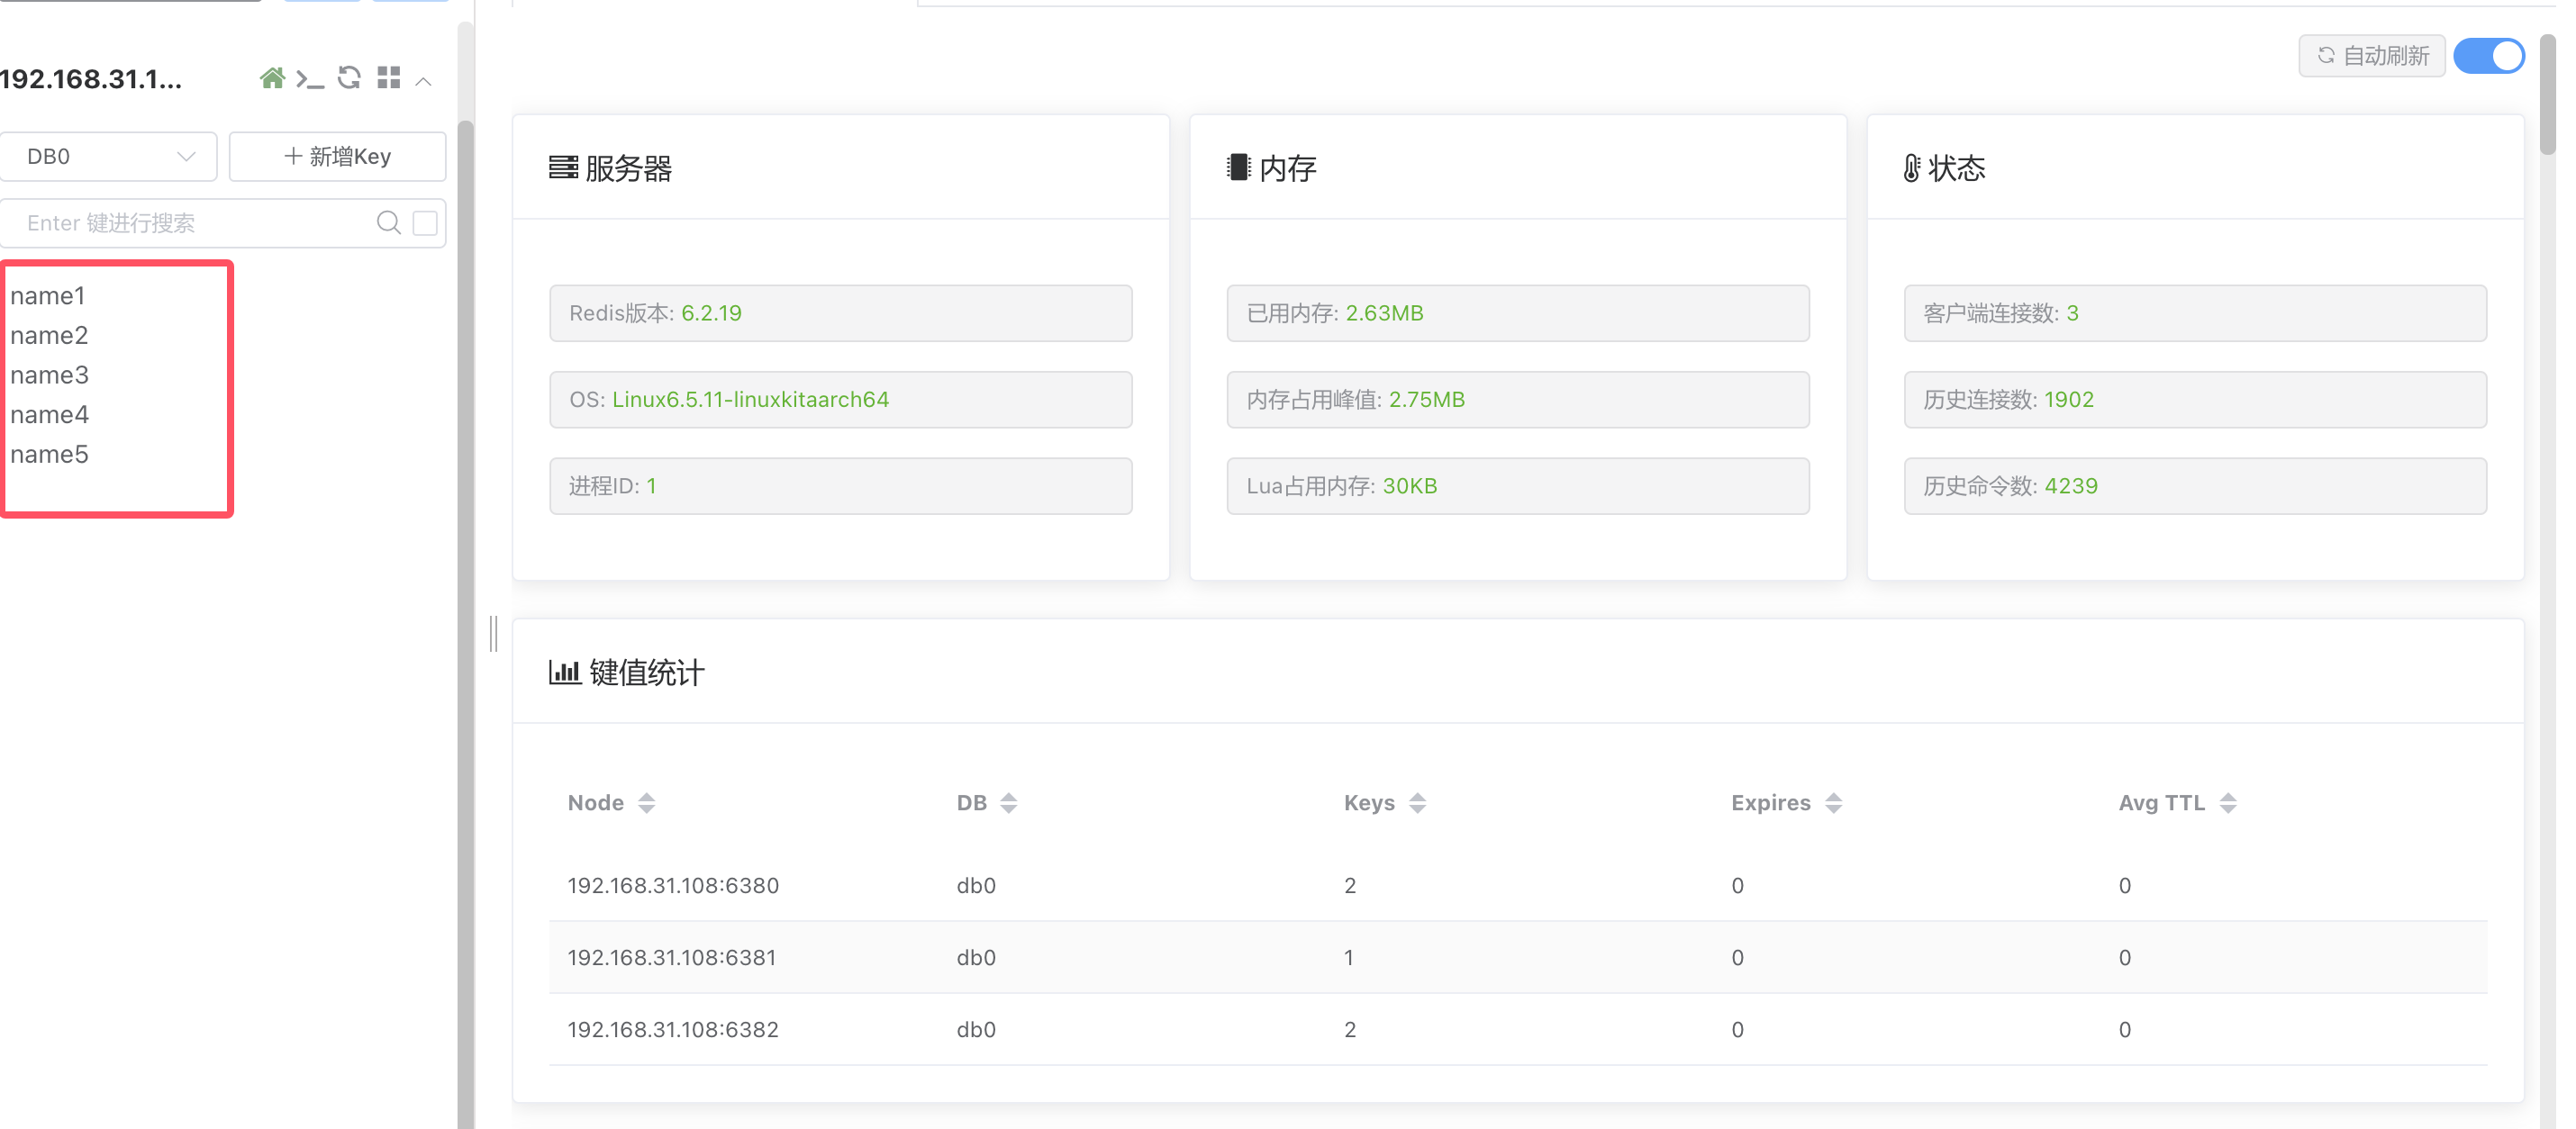 192.168.31.1...
DB0
新增Key
Enter 键进行搜索
name1
name2
name3
name4
name5
自动刷新
服务器
Redis版本: 6.2.19
OS: Linux6.5.11-linuxkitaarch64
进程ID: 1
内存
已用内存: 2.63MB
内存占用峰值: 2.75MB
Lua占用内存: 30KB
状态
客户端连接数: 3
历史连接数: 1902
历史命令数: 4239
键值统计
Node DB Keys Expires Avg TTL
192.168.31.108:6380 db0 2 0 0
192.168.31.108:6381 db0 1 0 0
192.168.31.108:6382 db0 2 0 0